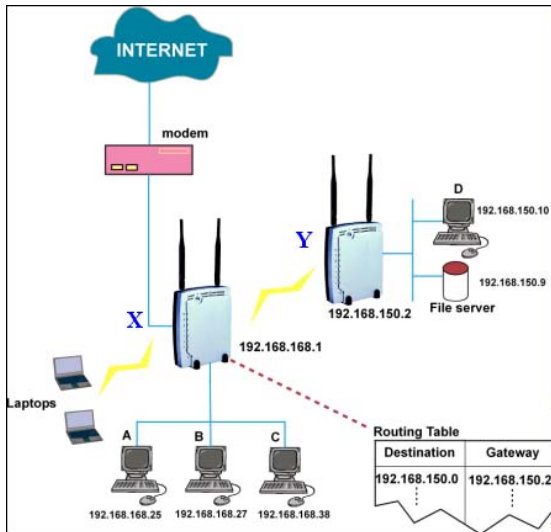 INTERNET
modem
D
192.168.150.10
Y
192.168.150.9
File server
192.168.150.2
X
192.168.168.1
Laptops
A
B
C
192.168.168.25
192.168.168.27
192.168.168.38
Routing Table
Destination
Gateway
192.168.150.0
192.168.150.2